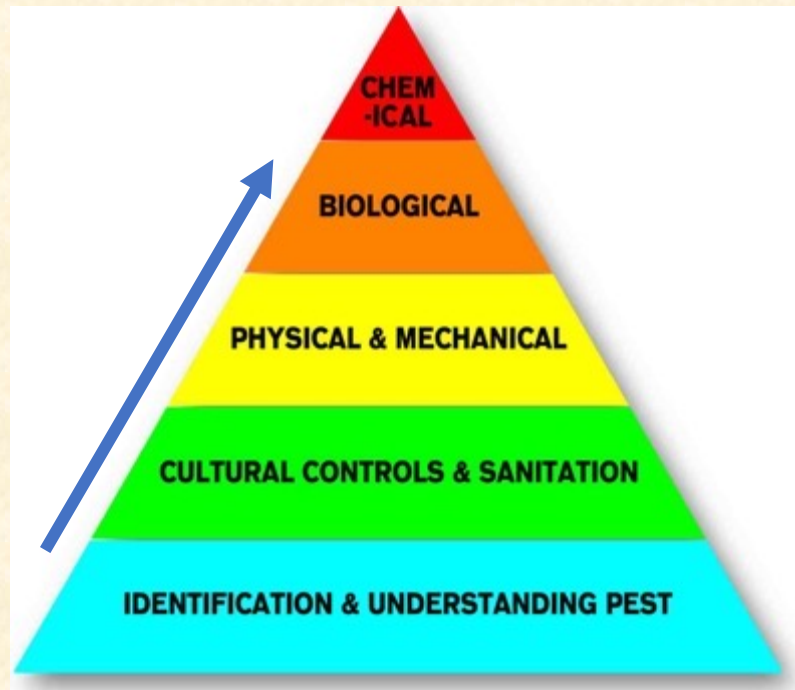 CHEM
-ICAL
BIOLOGICAL
PHYSICAL & MECHANICAL
CULTURAL CONTROLS & SANITATION
IDENTIFICATION & UNDERSTANDING PEST